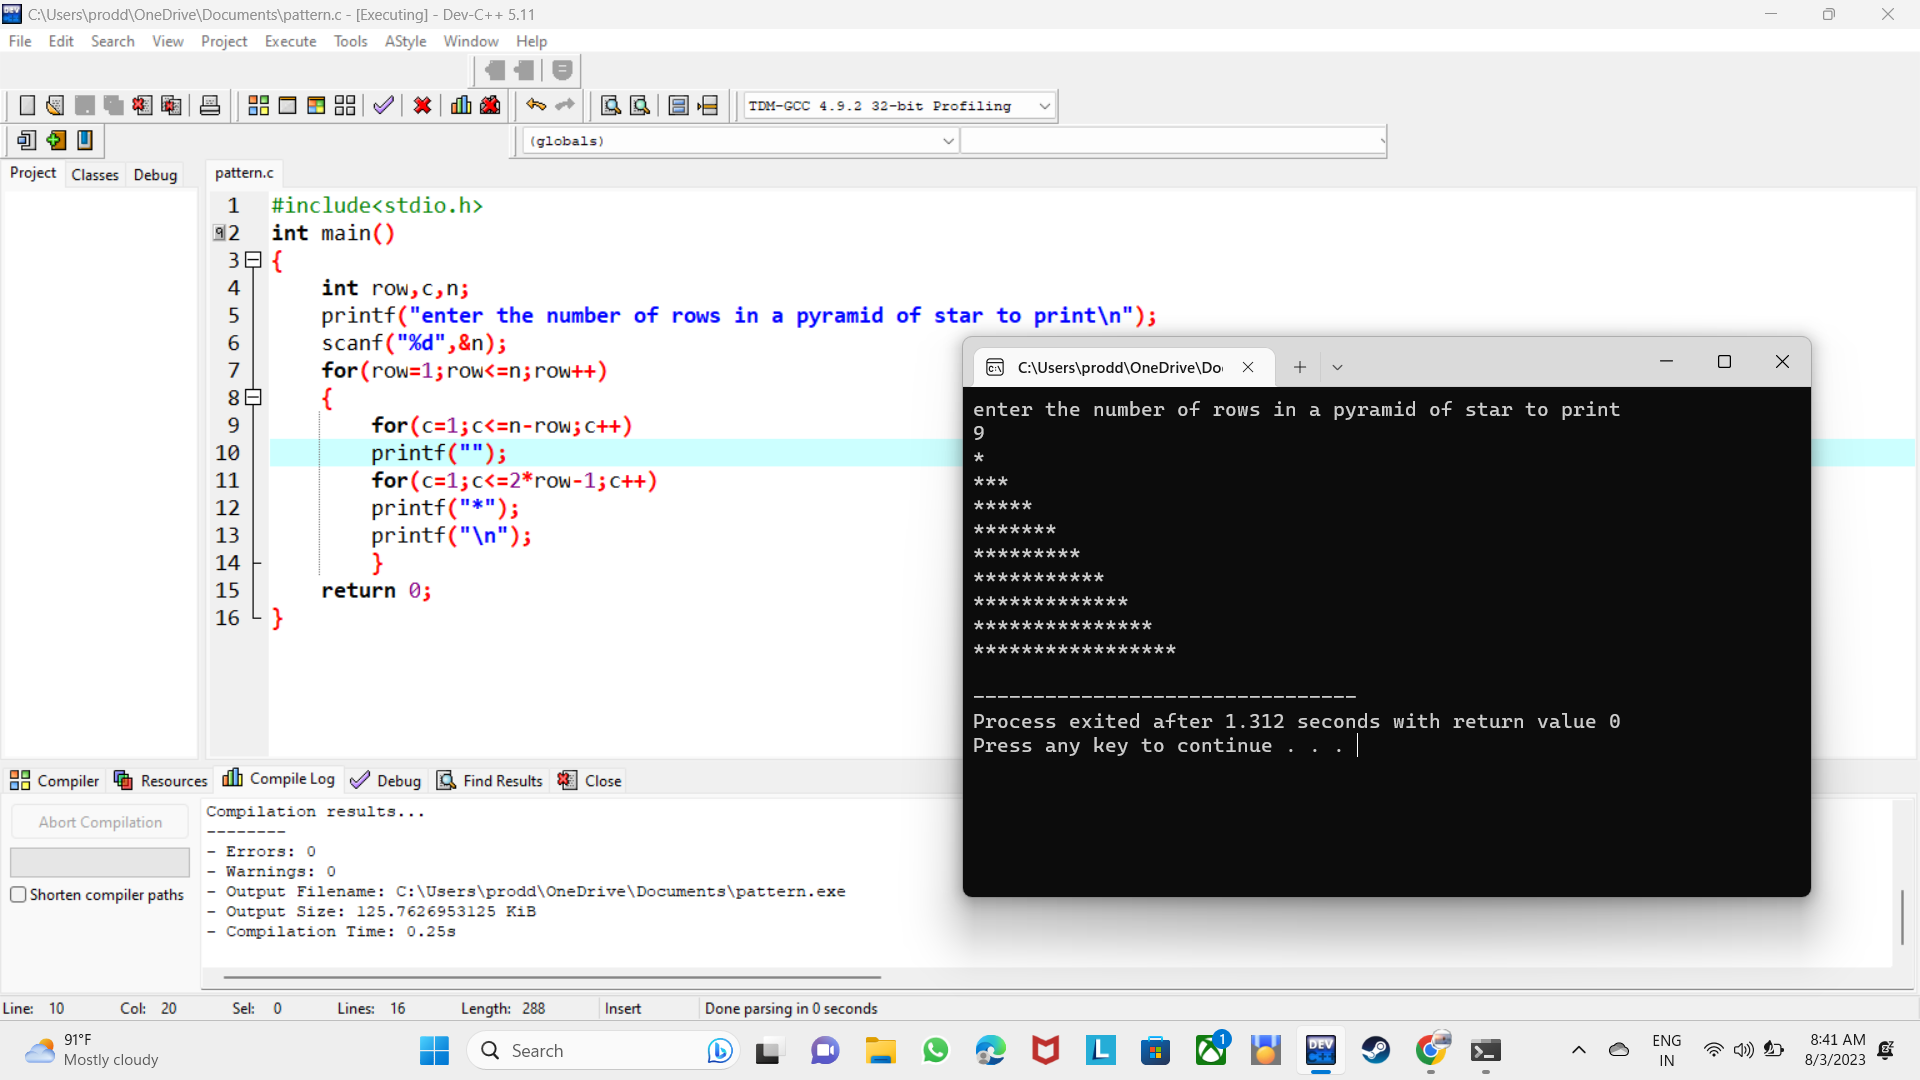 C:\Users\prodd\OneDrive\Documents\pattern.c - [Executing] - Dev-C++ 5.11
File Edit Search View Project Execute Tools AStyle Window Help
TDM-GCC 4.9.2 32-bit Profiling
(globals)
Project Classes Debug
pattern.c
1 #include<stdio.h>
2 int main()
3 {
4 int row,c,n;
5 printf("enter the number of rows in a pyramid of star to print\n");
6 scanf("%d",&n);
7 for(row=1;row<=n;row++)
8 {
9 for(c=1;c<=n-row;c++)
10 printf("");
11 for(c=1;c<=2*row-1;c++)
12 printf("*");
13 printf("\n");
14 }
15 return 0;
16 }
C:\Users\prodd\OneDrive\Do
enter the number of rows in a pyramid of star to print
9
*
***
*****
*******
*********
***********
*************
***************
*****************
--------------------------------
Process exited after 1.312 seconds with return value 0
Press any key to continue . . .
Compiler Resources Compile Log Debug Find Results Close
Abort Compilation
Shorten compiler paths
Compilation results...
--------
- Errors: 0
- Warnings: 0
- Output Filename: C:\Users\prodd\OneDrive\Documents\pattern.exe
- Output Size: 125.7626953125 KiB
- Compilation Time: 0.25s
Line: 10 Col: 20 Sel: 0 Lines: 16 Length: 288 Insert Done parsing in 0 seconds
91°F
Mostly cloudy
Search
L
1
DEV
ENG
IN
8:41 AM
8/3/2023